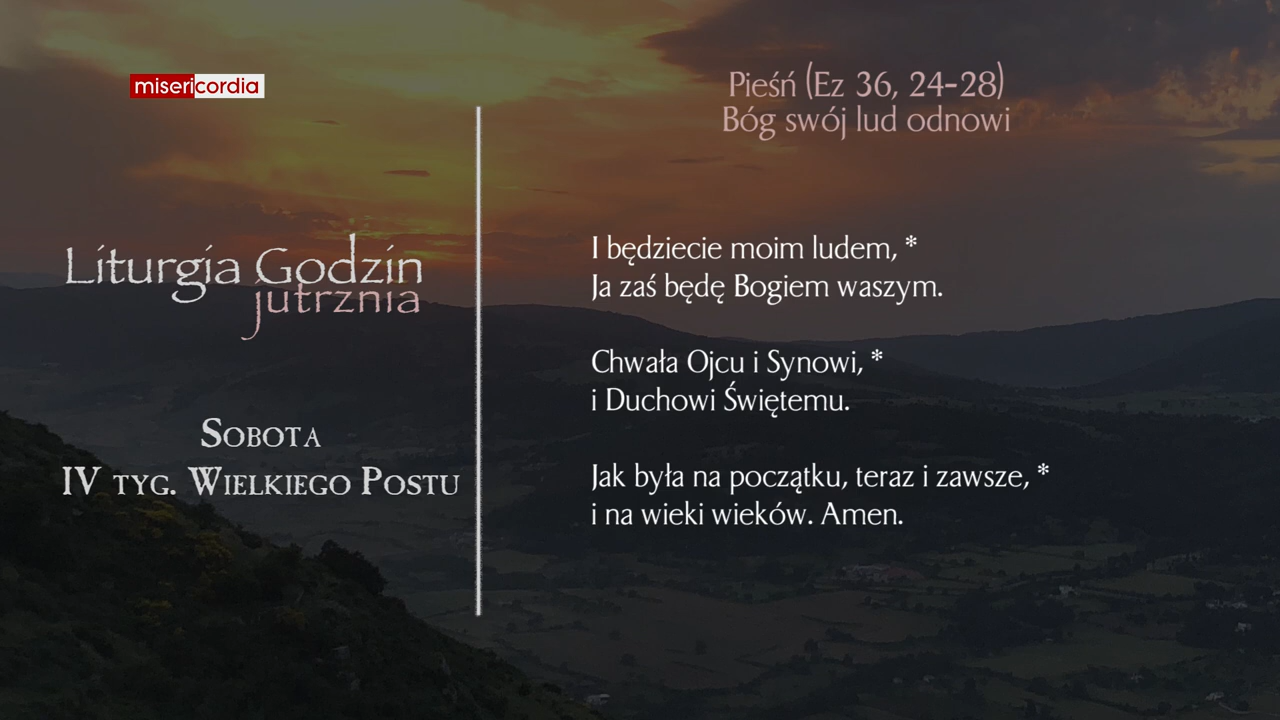 misericordia
Liturgia Godzin
jutrznia
Sobota
IV tyg. Wielkiego Postu
Pieśń (Ez 36, 24-28)
Bóg swój lud odnowi
I będziecie moim ludem, *
Ja zaś będę Bogiem waszym.
Chwała Ojcu i Synowi, *
i Duchowi Świętemu.
Jak była na początku, teraz i zawsze, *
i na wieki wieków. Amen.